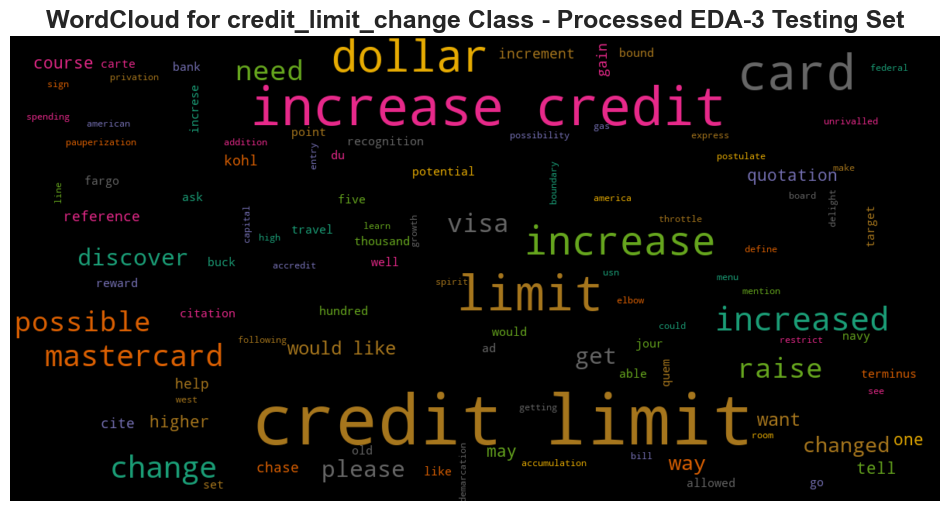 WordCloud for credit_limit_change Class - Processed EDA-3 Testing Set
course carte bank need dollar increment gain bound card federal
sign privation increse increase credit
spending american addition point recognition possibility gas express unrivalled
pauperization entry du postulate
fargo kohl potential boundary quotation make
line ask five america board delight
reference capital travel learn growth visa throttle target
high thousand increase define
discover buck accredit well usn menu
reward spirit limit elbow mention
possible citation hundred could increased
following would restrict navy
mastercard would like ad get jour raise
help able quem terminus
west see
cite higher credit limit getting want room
old may changed one
change chase please like demarcation accumulation bill way tell
set allowed go